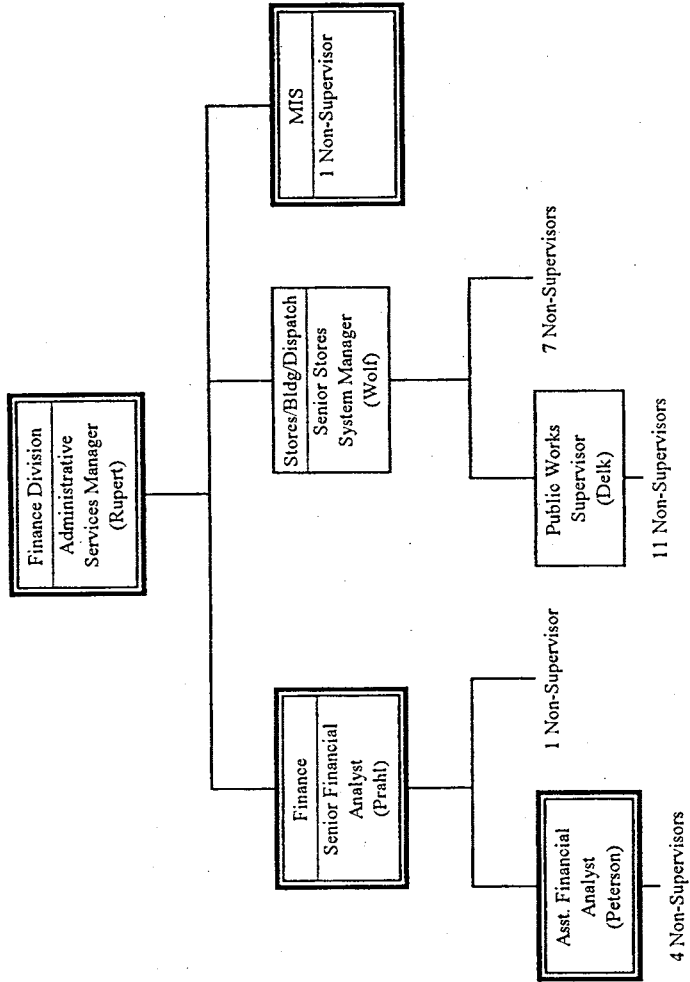 Finance Division
Administrative
Services Manager
(Rupert)
Finance
Senior Financial
Analyst
(Prahl)
Stores/Bldg/Dispatch
Senior Stores
System Manager
(Wolf)
MIS
1 Non-Supervisor
Asst. Financial
Analyst
(Peterson)
1 Non-Supervisor
Public Works
Supervisor
(Delk)
7 Non-Supervisors
4 Non-Supervisors
11 Non-Supervisors